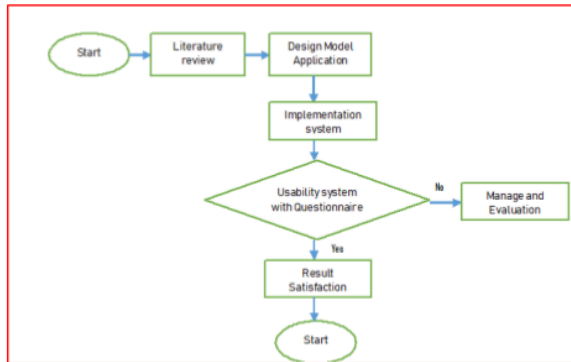 Start
Literature
review
Design Model
Application
Implementation
system
Usability system
with Questionnaire
No
Manage and
Evaluation
Yes
Result
Satisfaction
Start